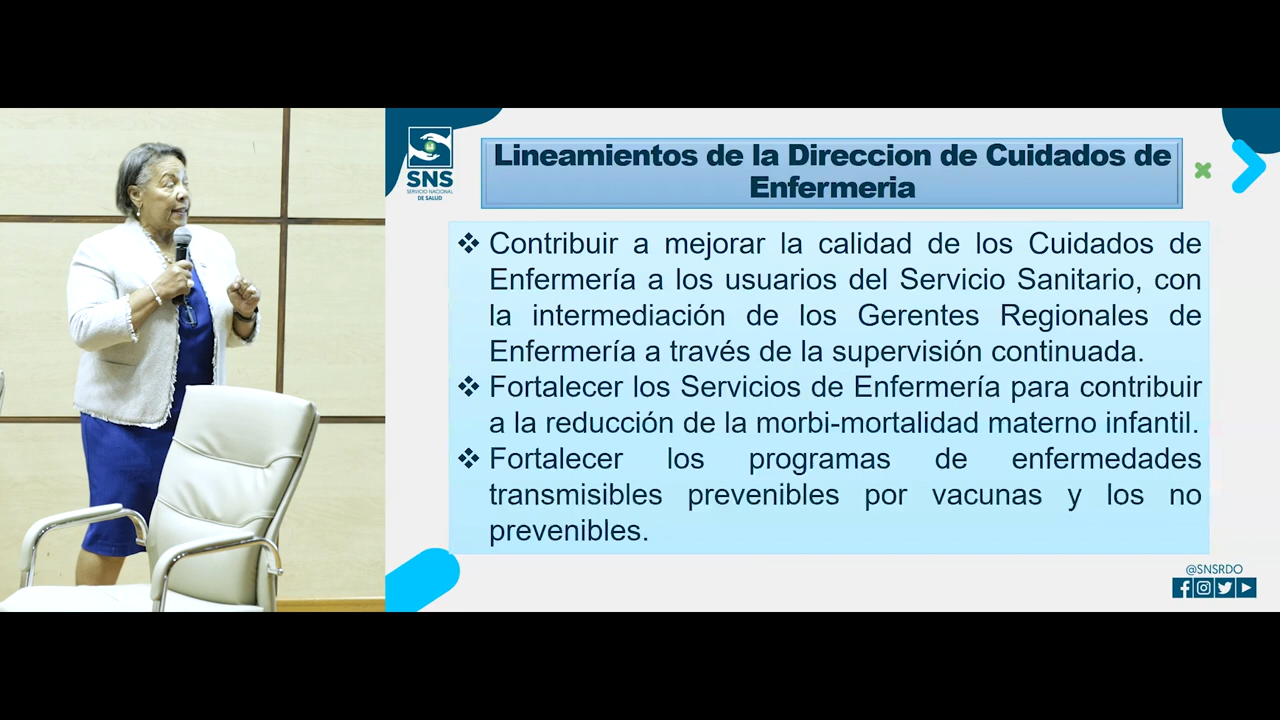 SNS
SERVICIO NACIONAL
DE SALUD
Lineamientos de la Direccion de Cuidados de
Enfermeria
❖ Contribuir a mejorar la calidad de los Cuidados de
Enfermería a los usuarios del Servicio Sanitario, con
la intermediación de los Gerentes Regionales de
Enfermería a través de la supervisión continuada.
❖ Fortalecer los Servicios de Enfermería para contribuir
a la reducción de la morbi-mortalidad materno infantil.
❖ Fortalecer los programas de enfermedades
transmisibles prevenibles por vacunas y los no
prevenibles.
@SNSRDO